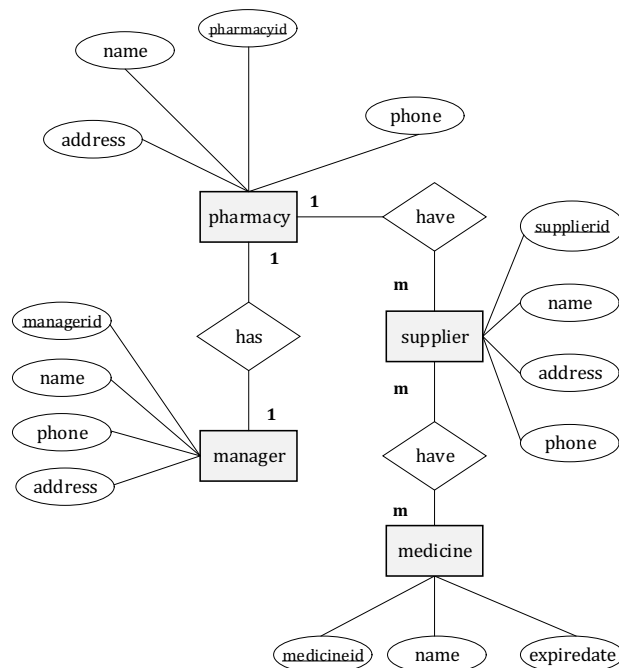 pharmacyid
name
phone
address
1
pharmacy
have
1
supplierid
m
name
managerid
has
supplier
address
name
m
phone
1
phone
manager
have
address
m
medicine
medicineid
name
expiredate